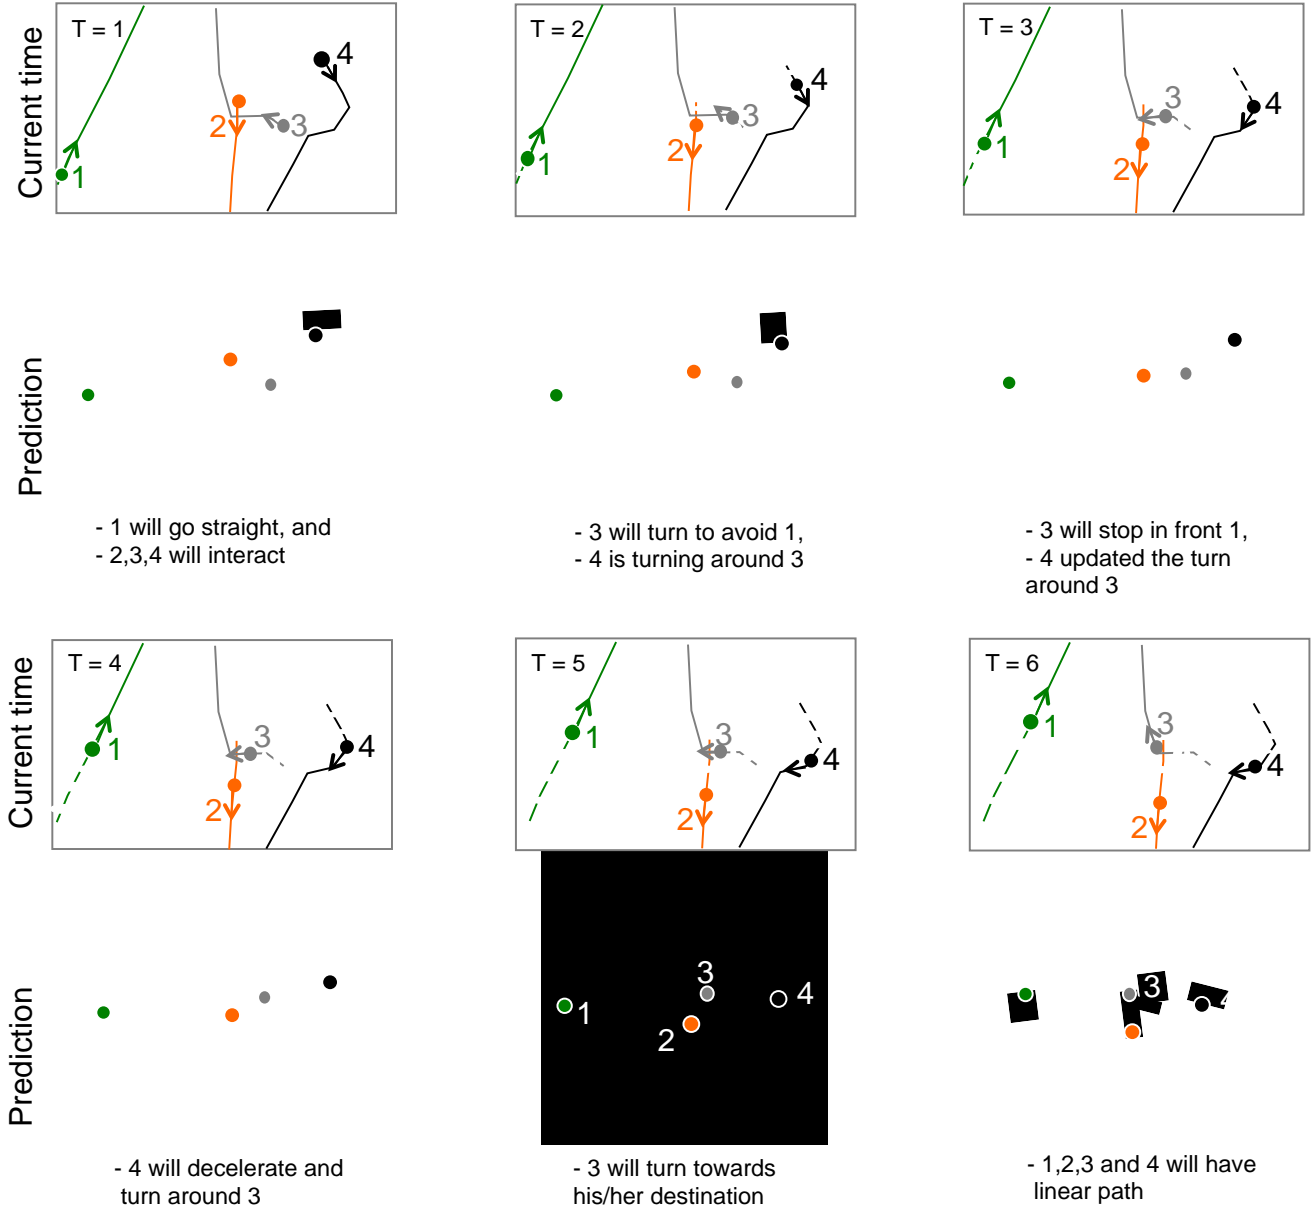 Current time
T = 1
4
2
3
1
T = 2
4
3
2
1
T = 3
3
4
1
2
Prediction
- 1 will go straight, and
- 2,3,4 will interact
- 3 will turn to avoid 1,
- 4 is turning around 3
- 3 will stop in front 1,
- 4 updated the turn
around 3
Current time
T = 4
3
4
1
2
T = 5
3
1
4
2
T = 6
3
1
4
2
Prediction
3
4
1
2
3
4
- 4 will decelerate and
turn around 3
- 3 will turn towards
his/her destination
- 1,2,3 and 4 will have
linear path